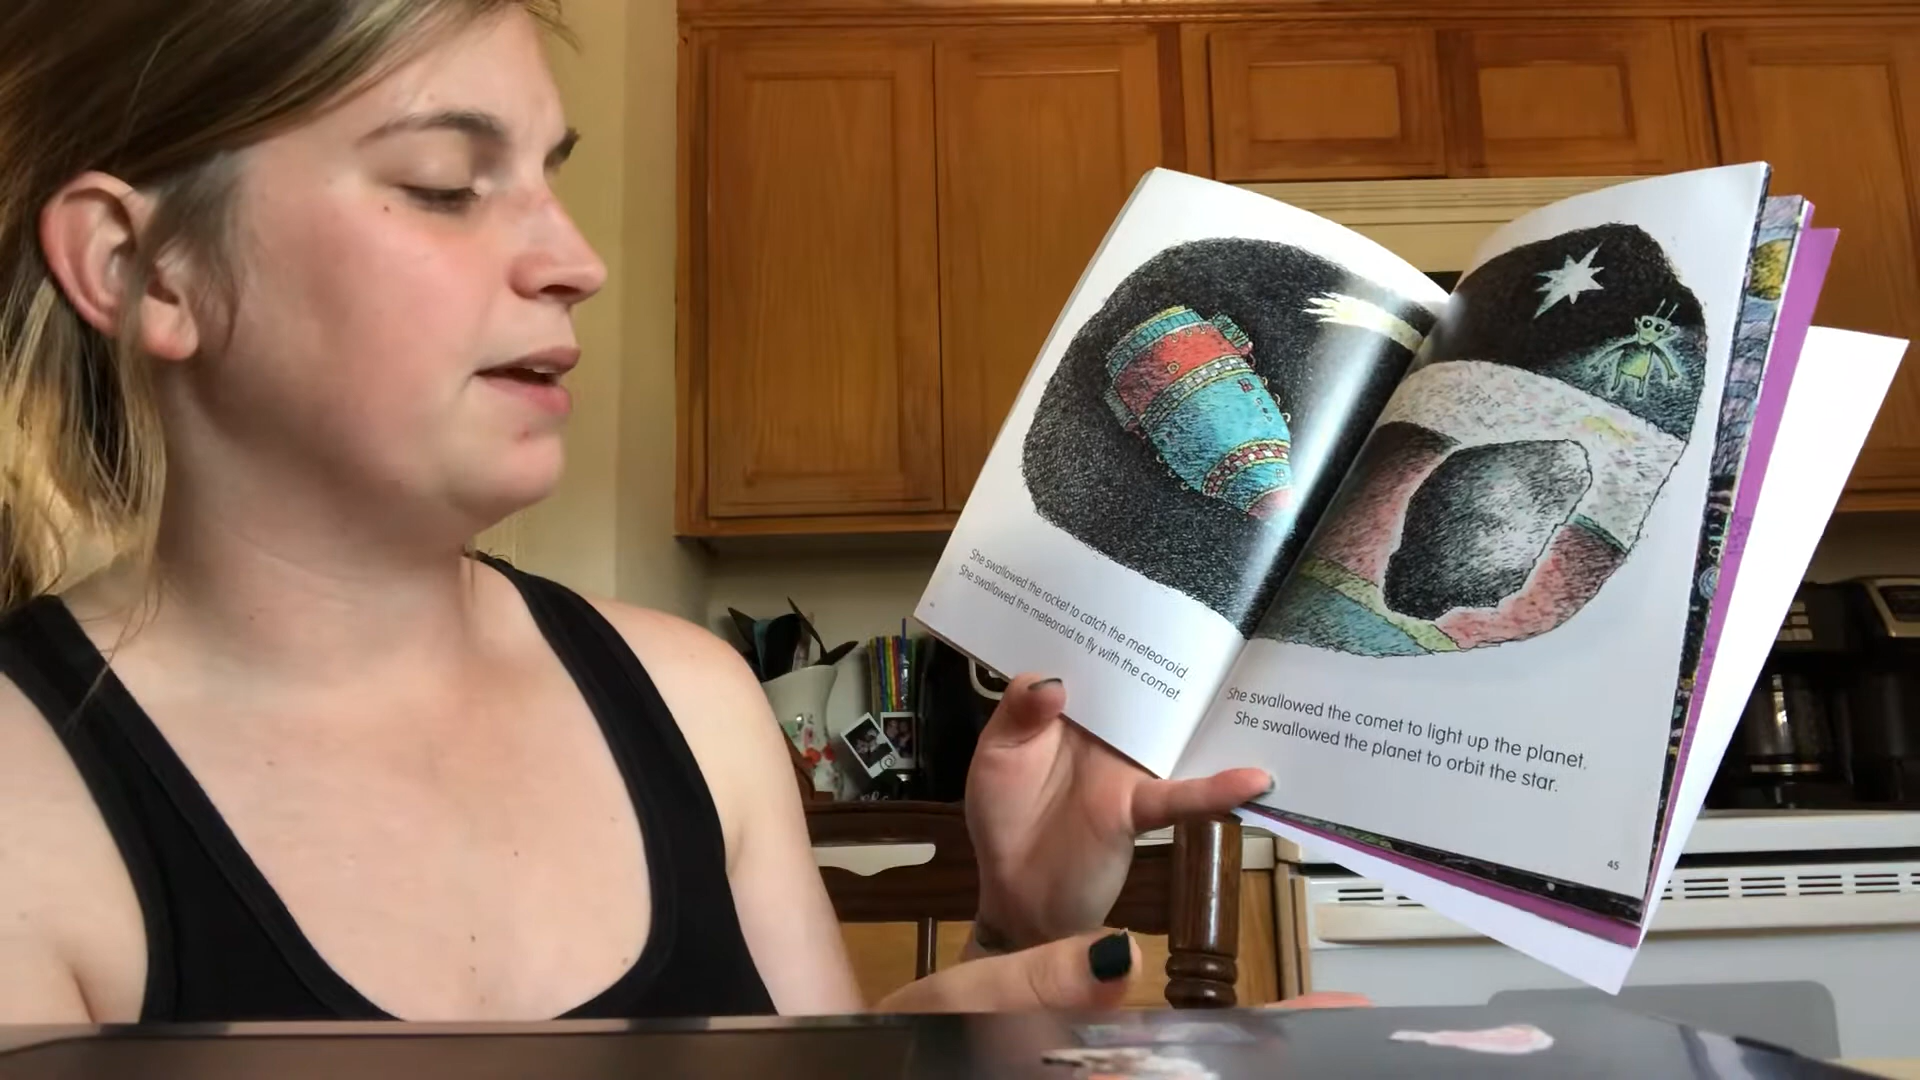 She swallowed the rocket to catch the meteoroid.
She swallowed the meteoroid to fly with the comet.
She swallowed the comet to light up the planet.
She swallowed the planet to orbit the star.
45